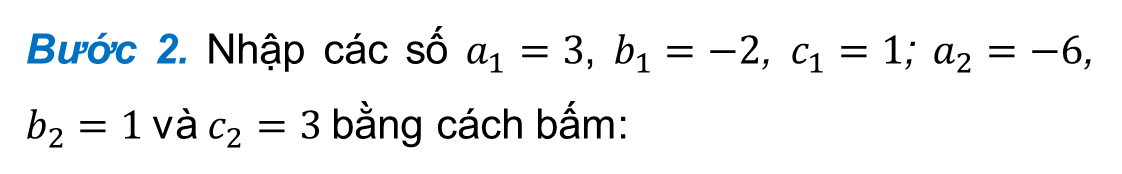 Bước 2. Nhập các số a₁ = 3, b₁ = −2, c₁ = 1; a₂ = −6,
b₂ = 1 và c₂ = 3 bằng cách bấm: